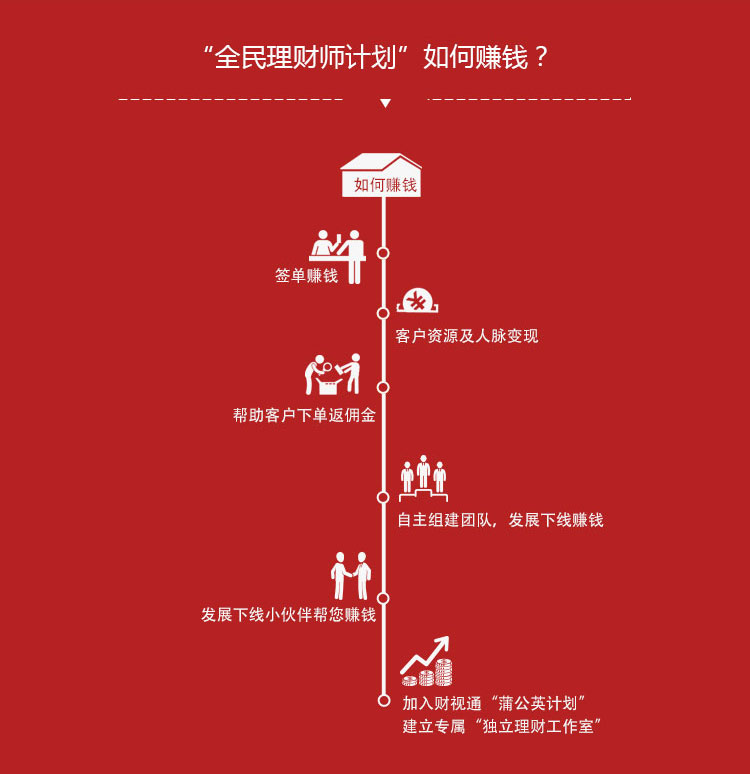 “全民理财师计划”如何赚钱？
如何赚钱
签单赚钱
客户资源及人脉变现
帮助客户下单返佣金
自主组建团队，发展下线赚钱
发展下线小伙伴帮您赚钱
加入财视通“蒲公英计划”
建立专属“独立理财工作室”